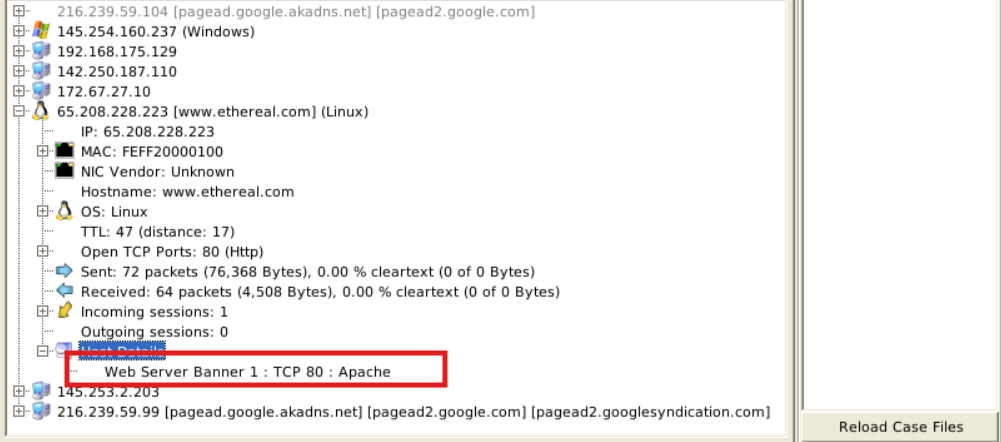 216.239.59.104 [pagead.google.akadns.net] [pagead2.google.com]
145.254.160.237 (Windows)
192.168.175.129
142.250.187.110
172.67.27.10
65.208.228.223 [www.ethereal.com] (Linux)
IP: 65.208.228.223
MAC: FEFF20000100
NIC Vendor: Unknown
Hostname: www.ethereal.com
OS: Linux
TTL: 47 (distance: 17)
Open TCP Ports: 80 (Http)
Sent: 72 packets (76,368 Bytes), 0.00 % cleartext (0 of 0 Bytes)
Received: 64 packets (4,508 Bytes), 0.00 % cleartext (0 of 0 Bytes)
Incoming sessions: 1
Outgoing sessions: 0
Host Details
Web Server Banner 1 : TCP 80 : Apache
145.253.2.203
216.239.59.99 [pagead.google.akadns.net] [pagead2.google.com] [pagead2.googlesyndication.com]
Reload Case Files